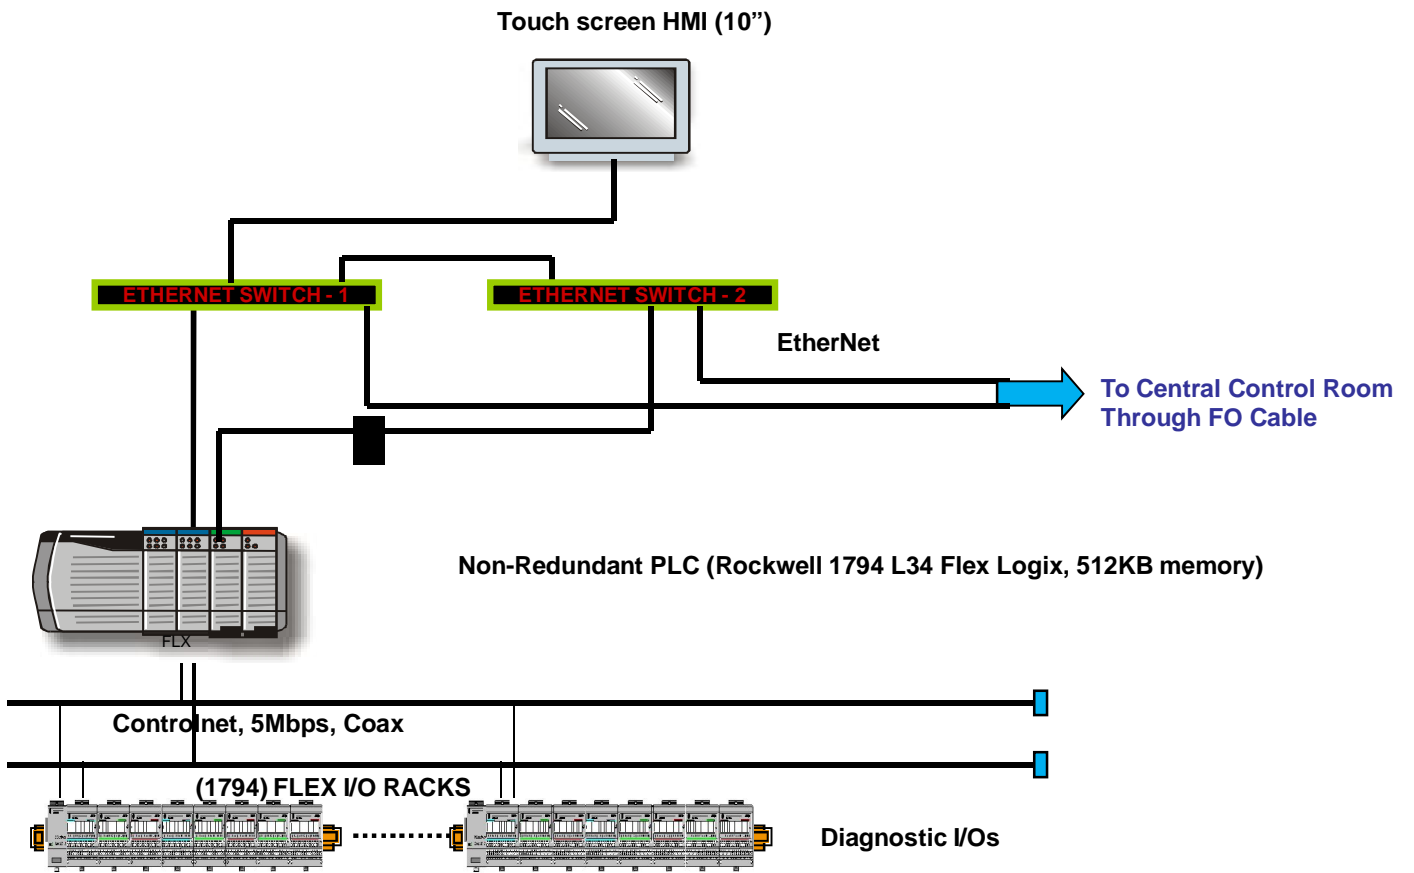 Touch screen HMI (10”)
ETHERNET SWITCH - 1
ETHERNET SWITCH - 2
EtherNet
To Central Control Room
Through FO Cable
Non-Redundant PLC (Rockwell 1794 L34 Flex Logix, 512KB memory)
FLX
Controlnet, 5Mbps, Coax
(1794) FLEX I/O RACKS
Diagnostic I/Os